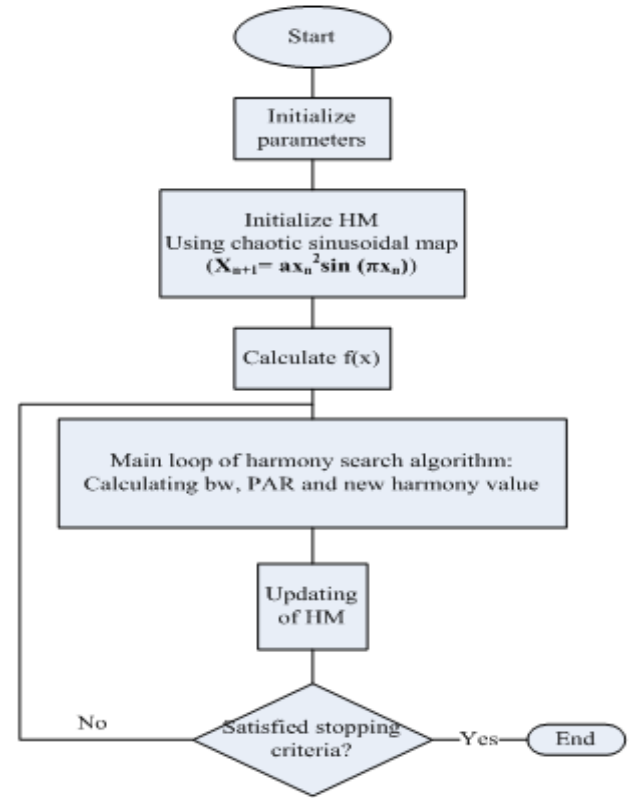 Start
Initialize
parameters
Initialize HM
Using chaotic sinusoidal map
(Xₙ₊₁= axₙ²sin (πxₙ))
Calculate f(x)
Main loop of harmony search algorithm:
Calculating bw, PAR and new harmony value
Updating
of HM
Satisfied stopping
criteria?
No
Yes
End